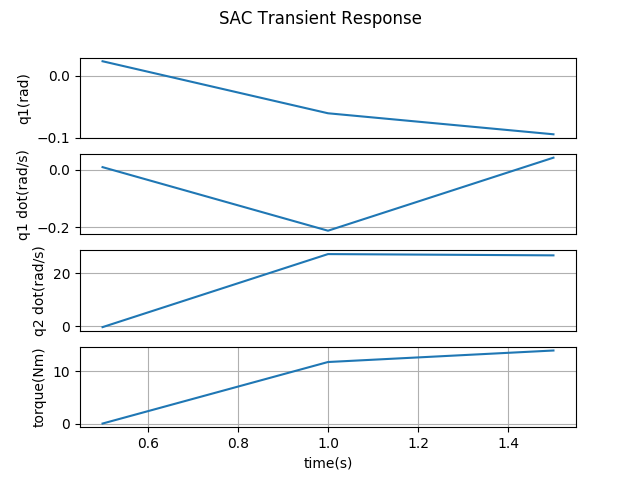 SAC Transient Response
q1(rad)
0.0
−0.1
q1 dot(rad/s)
0.0
−0.2
q2 dot(rad/s)
20
0
torque(Nm)
10
0
0.6 0.8 1.0 1.2 1.4
time(s)